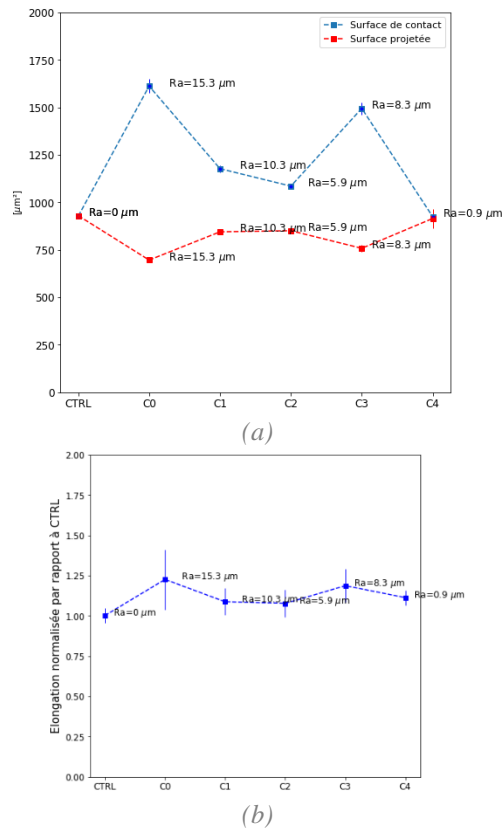 2000
1750
1500
1250
1000
750
500
250
0
[µm²]
Surface de contact
Surface projetée
Ra=15.3 µm
Ra=8.3 µm
Ra=10.3 µm
Ra=5.9 µm
Ra=0 µm
Ra=0.9 µm
Ra=10.3 µm
Ra=5.9 µm
Ra=8.3 µm
Ra=15.3 µm
CTRL C0 C1 C2 C3 C4
(a)
2.00
1.75
1.50
1.25
1.00
0.75
0.50
0.25
0.00
Elongation normalisée par rapport à CTRL
Ra=15.3 µm
Ra=8.3 µm
Ra=0.9 µm
Ra=10.3 µm
Ra=5.9 µm
Ra=0 µm
CTRL C0 C1 C2 C3 C4
(b)